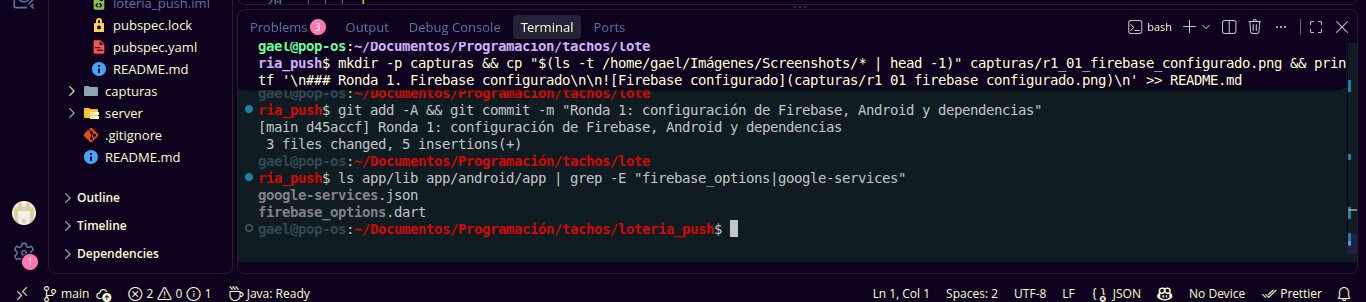 loteria_push.iml
pubspec.lock
pubspec.yaml
README.md
capturas
server
.gitignore
README.md
Outline
Timeline
Dependencies
Problems 3 Output Debug Console Terminal Ports
bash
gael@pop-os:~/Documentos/Programación/tachos/lote
ria_push$ mkdir -p capturas && cp "$(ls -t /home/gael/Imágenes/Screenshots/* | head -1)" capturas/r1_01_firebase_configurado.png && prin
tf '\n### Ronda 1. Firebase configurado\n\n![Firebase configurado](capturas/r1_01_firebase_configurado.png)\n' >> README.md
gael@pop-os:~/Documentos/Programación/tachos/lote
ria_push$ git add -A && git commit -m "Ronda 1: configuración de Firebase, Android y dependencias"
[main d45accf] Ronda 1: configuración de Firebase, Android y dependencias
3 files changed, 5 insertions(+)
gael@pop-os:~/Documentos/Programación/tachos/lote
ria_push$ ls app/lib app/android/app | grep -E "firebase_options|google-services"
google-services.json
firebase_options.dart
gael@pop-os:~/Documentos/Programación/tachos/loteria_push$
1
main 2 0 1 Java: Ready Ln 1, Col 1 Spaces: 2 UTF-8 LF {} JSON No Device Prettier